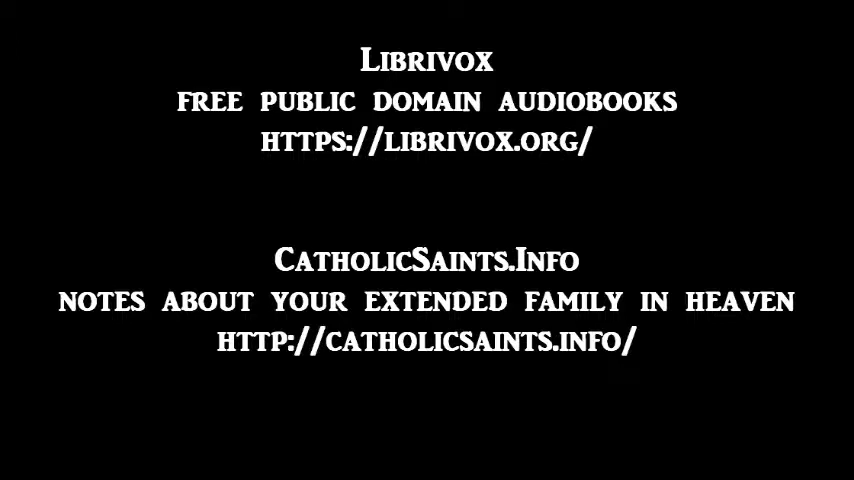 Librivox
free public domain audiobooks
https://librivox.org/
CatholicSaints.Info
notes about your extended family in heaven
http://catholicsaints.info/